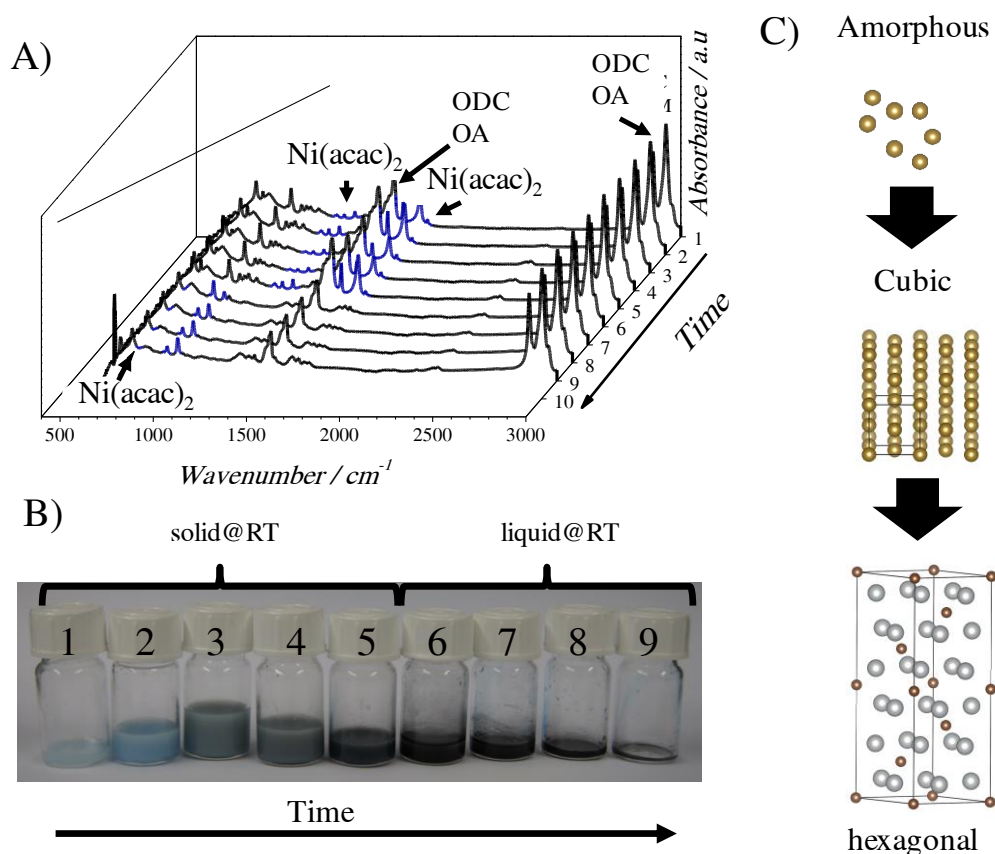 A)
Absorbance / a.u
ODC
OA
ODC
OA
Ni(acac)2
Ni(acac)2
Ni(acac)2
1
2
3
4
5
6
7
8
9
10
Time
500
1000
1500
2000
2500
3000
Wavenumber / cm-1
B)
solid@RT
liquid@RT
1
2
3
4
5
6
7
8
9
Time
C)
Amorphous
Cubic
hexagonal